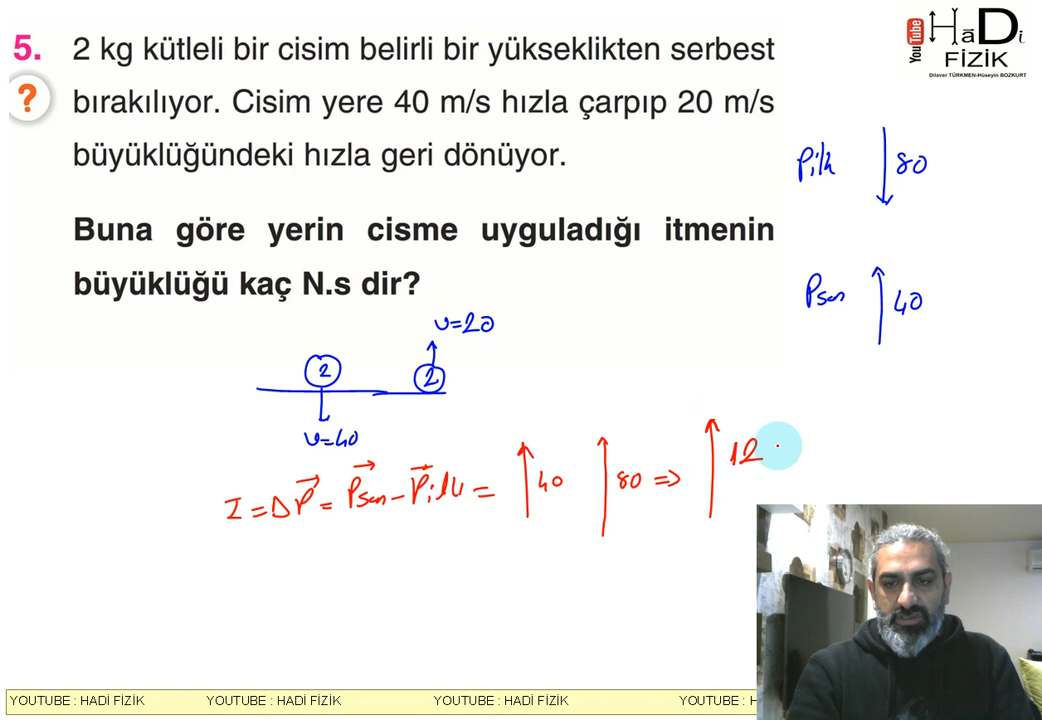 5. 2 kg kütleli bir cisim belirli bir yükseklikten serbest
? bırakılıyor. Cisim yere 40 m/s hızla çarpıp 20 m/s
büyüklüğündeki hızla geri dönüyor.
Buna göre yerin cisme uyguladığı itmenin
büyüklüğü kaç N.s dir?
YouTube HaDi
FİZİK
Dilaver TÜRKMEN-Hüseyin BOZKURT
Pilk 80
Pson 40
υ=20
2 2
υ=40
I = ΔP = Pson - Pilk = 40 80 ⇒ 12
YOUTUBE : HADİ FİZİK YOUTUBE : HADİ FİZİK YOUTUBE : HADİ FİZİK YOUTUBE : H